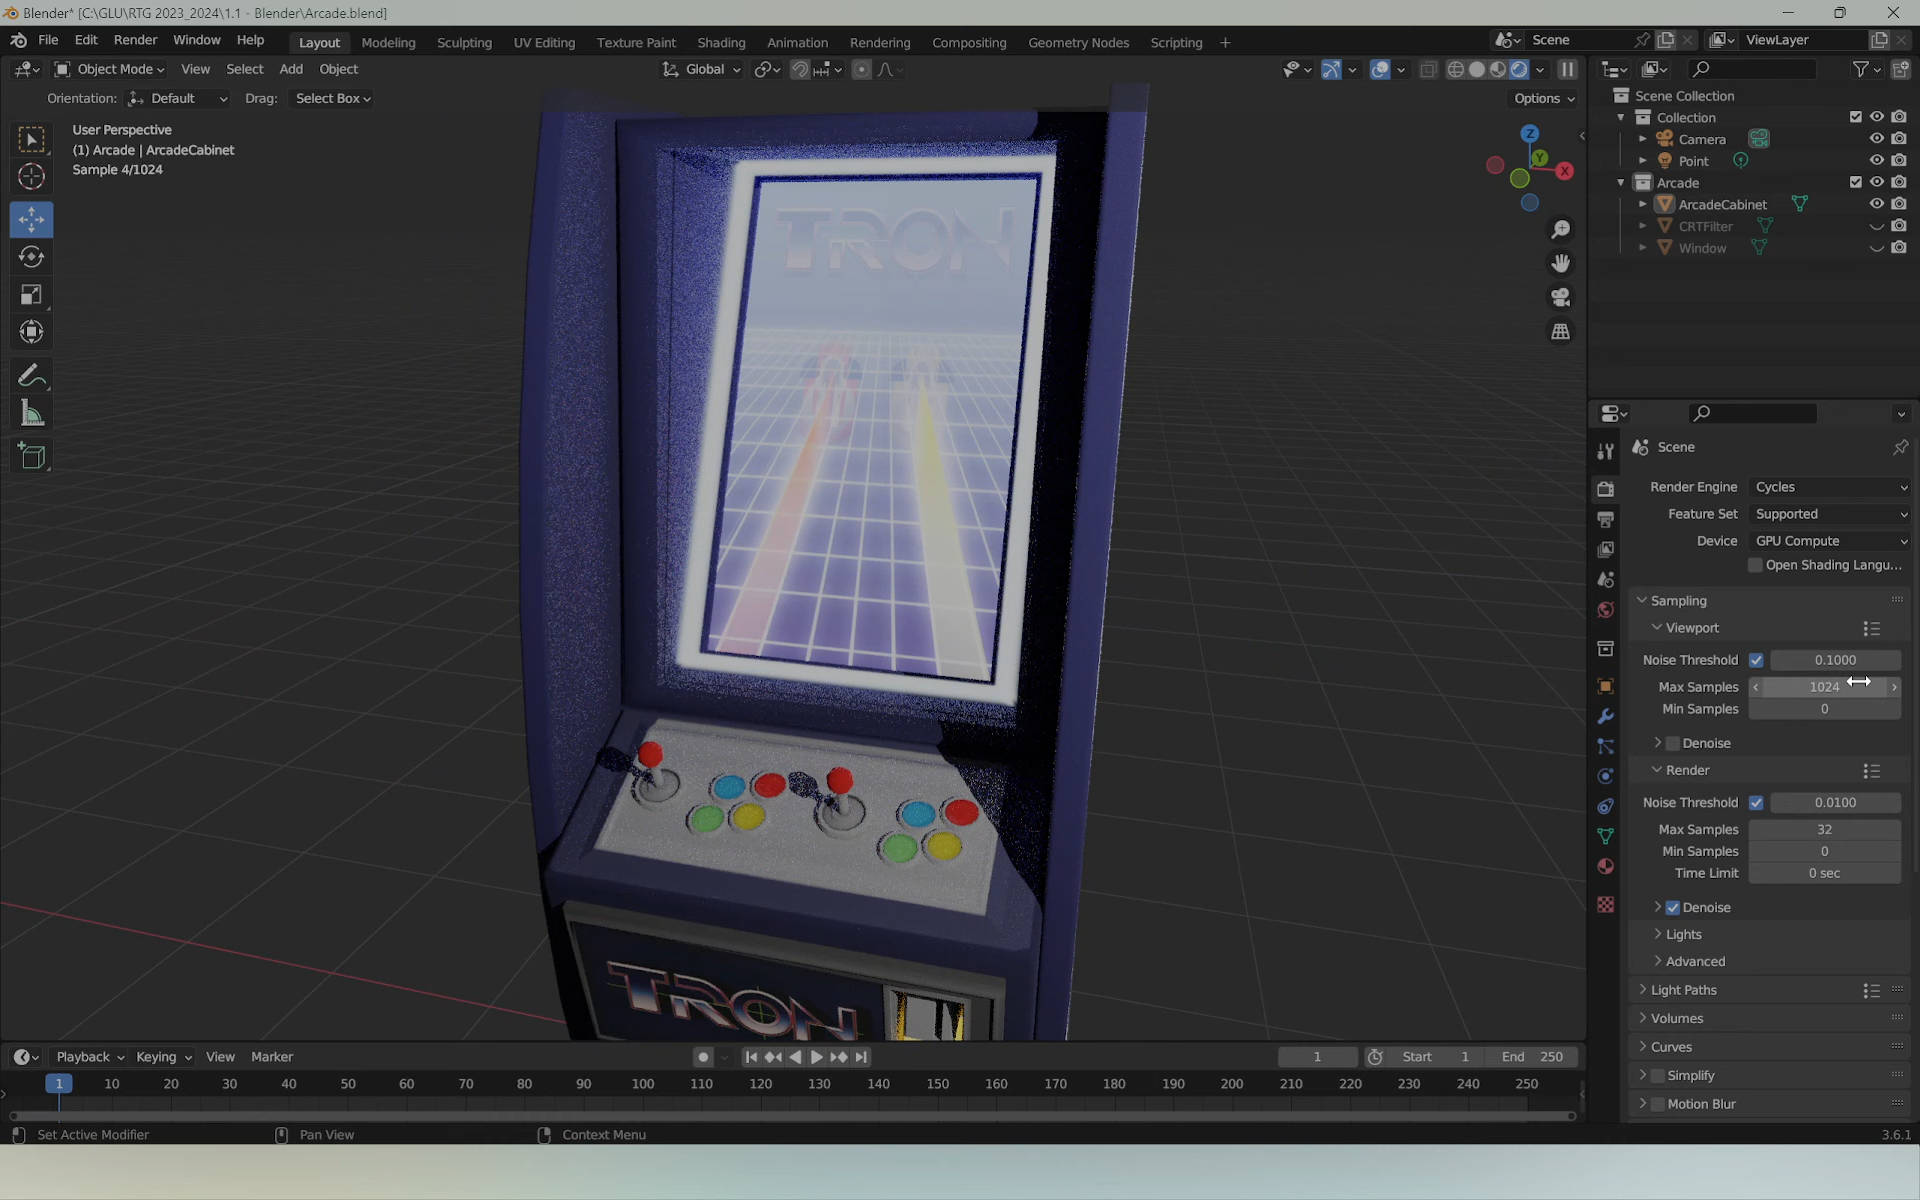 Blender* [C:\GLU\RTG 2023_2024\1.1 - Blender\Arcade.blend]
File Edit Render Window Help Layout Modeling Sculpting UV Editing Texture Paint Shading Animation Rendering Compositing Geometry Nodes Scripting + Scene ViewLayer
Object Mode View Select Add Object Global
Orientation: Default Drag: Select Box Options
User Perspective
(1) Arcade | ArcadeCabinet
Sample 4/1024
Z
Y
X
TRON
TRON
Scene Collection
Collection
Camera
Point
Arcade
ArcadeCabinet
CRTFilter
Window
Scene
Render Engine Cycles
Feature Set Supported
Device GPU Compute
Open Shading Langu...
Sampling
Viewport
Noise Threshold 0.1000
Max Samples 1024
Min Samples 0
Denoise
Render
Noise Threshold 0.0100
Max Samples 32
Min Samples 0
Time Limit 0 sec
Denoise
Lights
Advanced
Light Paths
Volumes
Curves
Simplify
Motion Blur
Playback Keying View Marker 1 Start 1 End 250
1 10 20 30 40 50 60 70 80 90 100 110 120 130 140 150 160 170 180 190 200 210 220 230 240 250
Set Active Modifier Pan View Context Menu 3.6.1